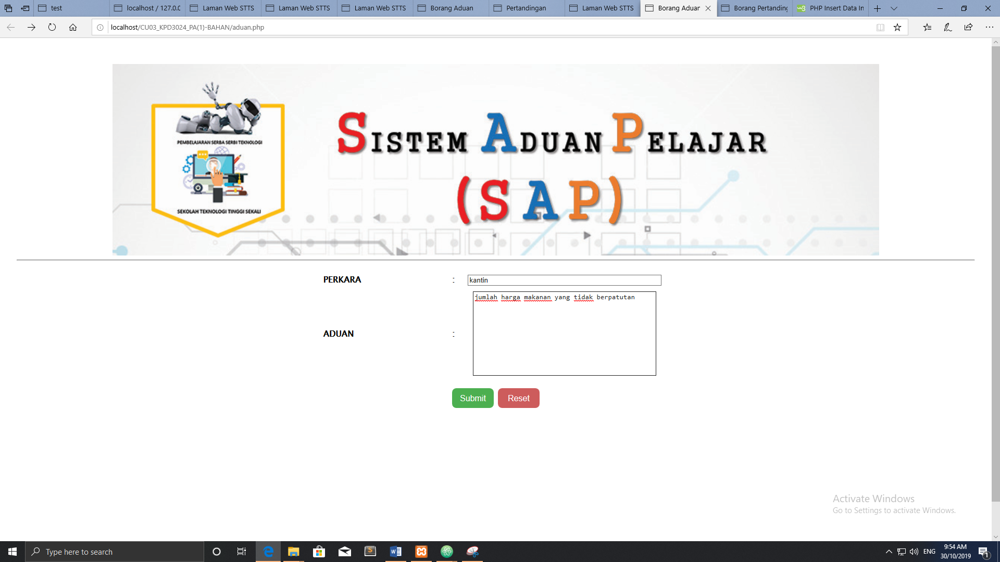 test
localhost / 127.0.0
Laman Web STTS
Laman Web STTS
Laman Web STTS
Borang Aduan
Pertandingan
Laman Web STTS
Borang Aduan
Borang Pertanding
PHP Insert Data In
localhost/CU03_KPD3024_PA(1)-BAHAN/aduan.php
SISTEM ADUAN PELAJAR
(SAP)
PEMBELAJARAN SERBA SERBI TEKNOLOGI
SEKOLAH TEKNOLOGI TINGGI SEKALI
PERKARA : kantin
ADUAN : jumlah harga makanan yang tidak berpatutan
Submit Reset
Activate Windows
Go to Settings to activate Windows.
Type here to search
ENG
9:54 AM
30/10/2019
1